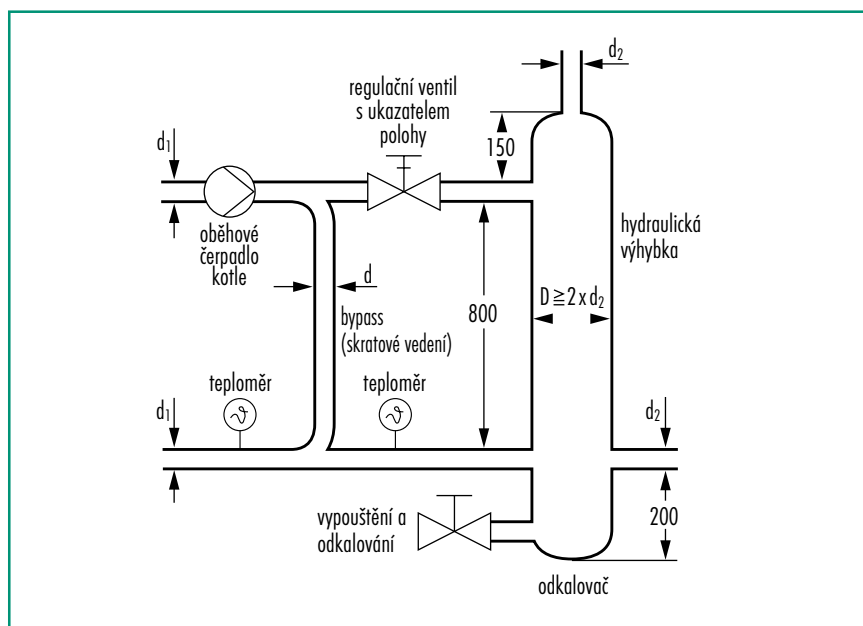 d₂
regulační ventil
s ukazatelem
polohy
150
d₁
oběhové
čerpadlo
kotle
hydraulická
výhybka
d
D ≧ 2 x d₂
800
bypass
(skratové vedení)
teploměr
teploměr
d₁
d₂
vypouštění a
odkalování
200
odkalovač